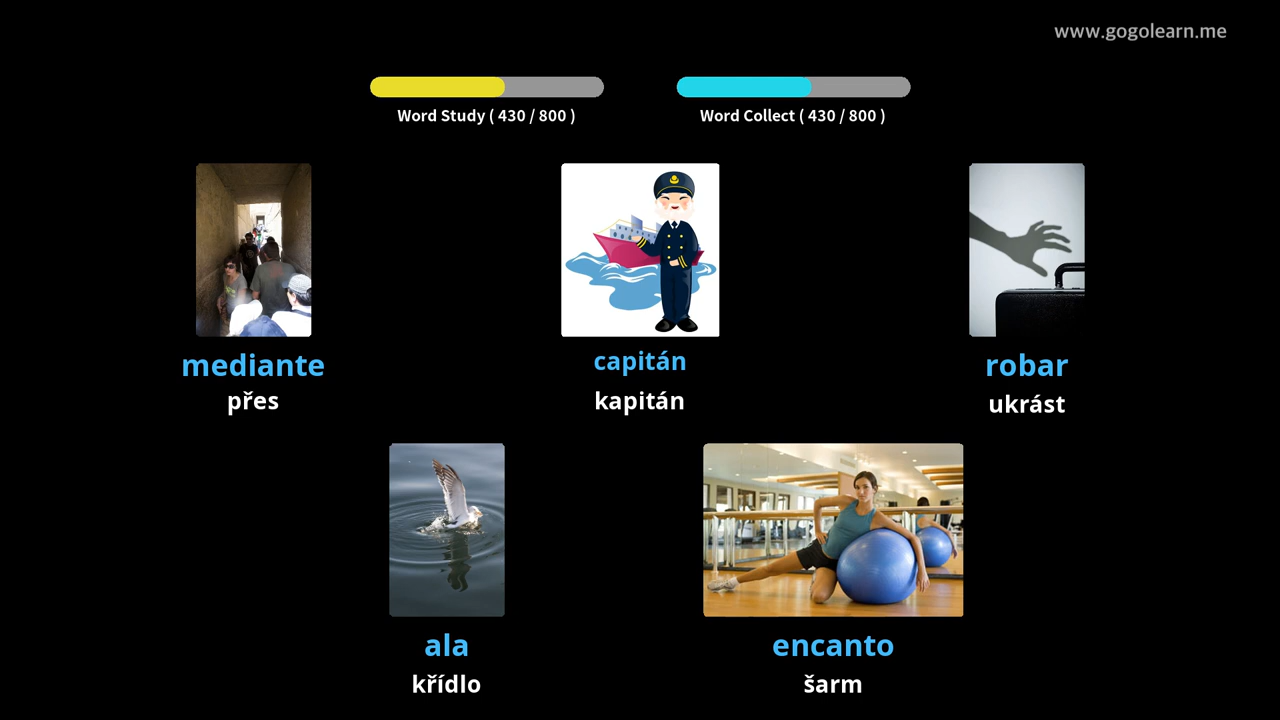 www.gogolearn.me
Word Study ( 430 / 800 )
Word Collect ( 430 / 800 )
mediante
přes
capitán
kapitán
robar
ukrást
ala
křídlo
encanto
šarm